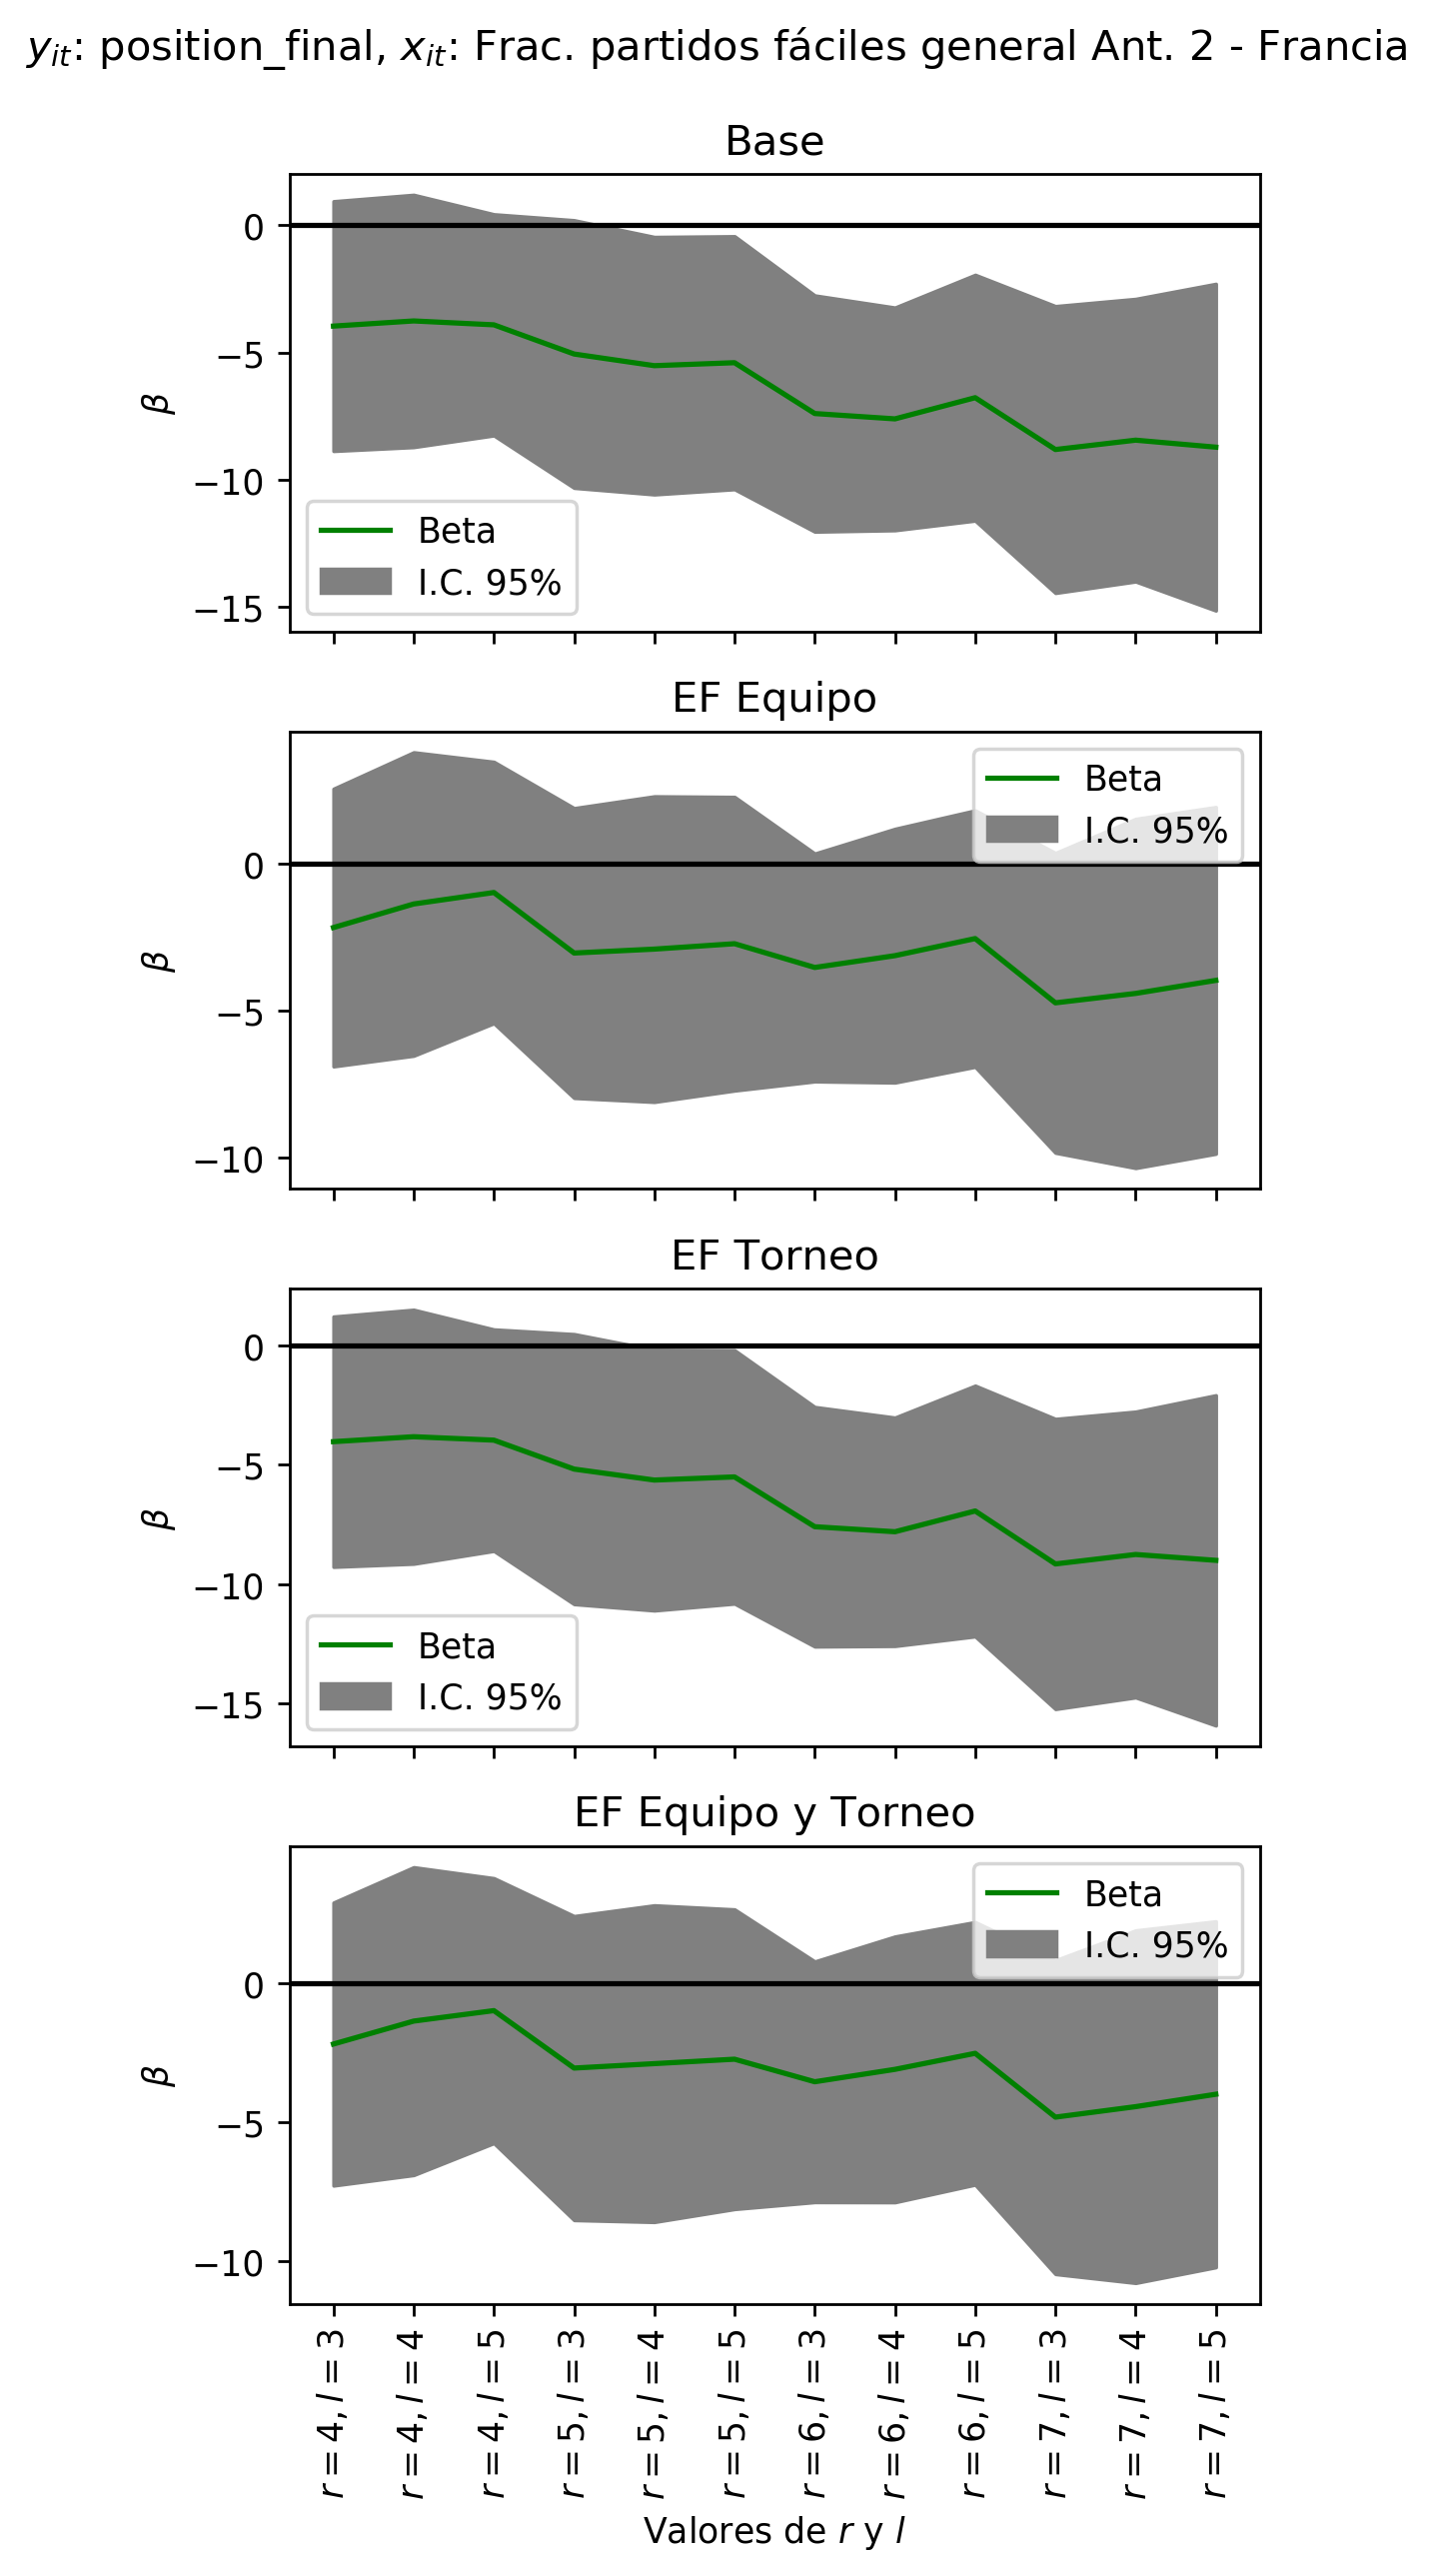 y_it: position_final, x_it: Frac. partidos fáciles general Ant. 2 - Francia
Base
0
−5
−10
−15
β
Beta
I.C. 95%
EF Equipo
0
−5
−10
β
Beta
I.C. 95%
EF Torneo
0
−5
−10
−15
β
Beta
I.C. 95%
EF Equipo y Torneo
0
−5
−10
β
Beta
I.C. 95%
r = 4, l = 3
r = 4, l = 4
r = 4, l = 5
r = 5, l = 3
r = 5, l = 4
r = 5, l = 5
r = 6, l = 3
r = 6, l = 4
r = 6, l = 5
r = 7, l = 3
r = 7, l = 4
r = 7, l = 5
Valores de r y l